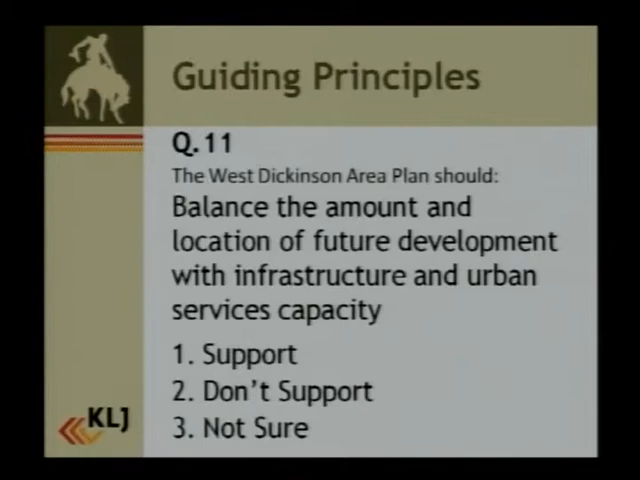 Guiding Principles
Q.11
The West Dickinson Area Plan should:
Balance the amount and
location of future development
with infrastructure and urban
services capacity
1. Support
2. Don't Support
3. Not Sure
KLJ